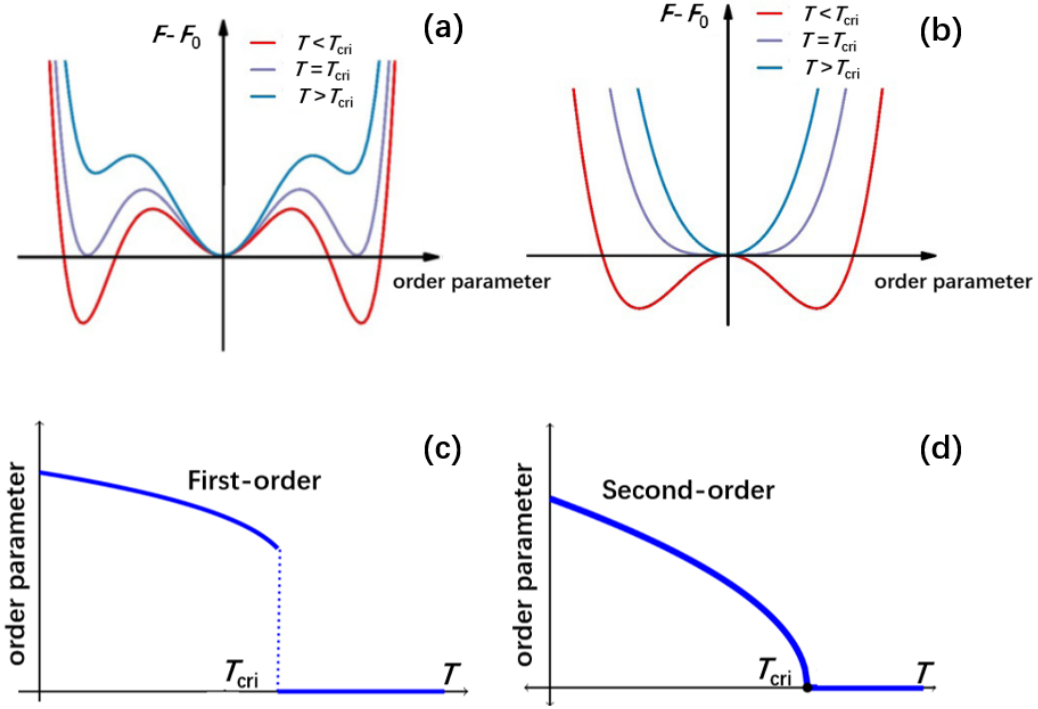 F-F₀
(a)
T<Tcri
T=Tcri
T>Tcri
order parameter
F-F₀
(b)
T<Tcri
T=Tcri
T>Tcri
order parameter
(c)
order parameter
First-order
Tcri
T
(d)
order parameter
Second-order
Tcri
T